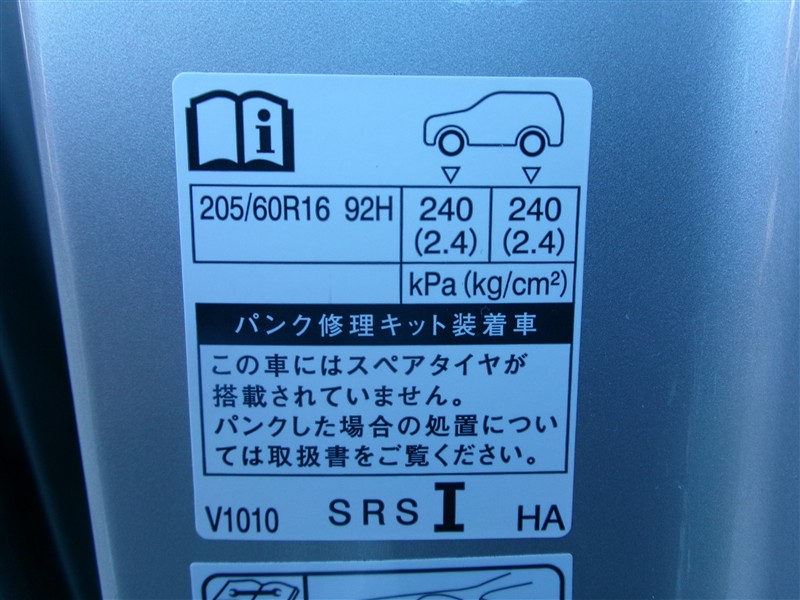 205/60R16 92H 240 240
(2.4) (2.4)
kPa (kg/cm²)
パンク修理キット装着車
この車にはスペアタイヤが
搭載されていません。
パンクした場合の処置につい
ては取扱書をご覧ください。
V1010 SRS I HA